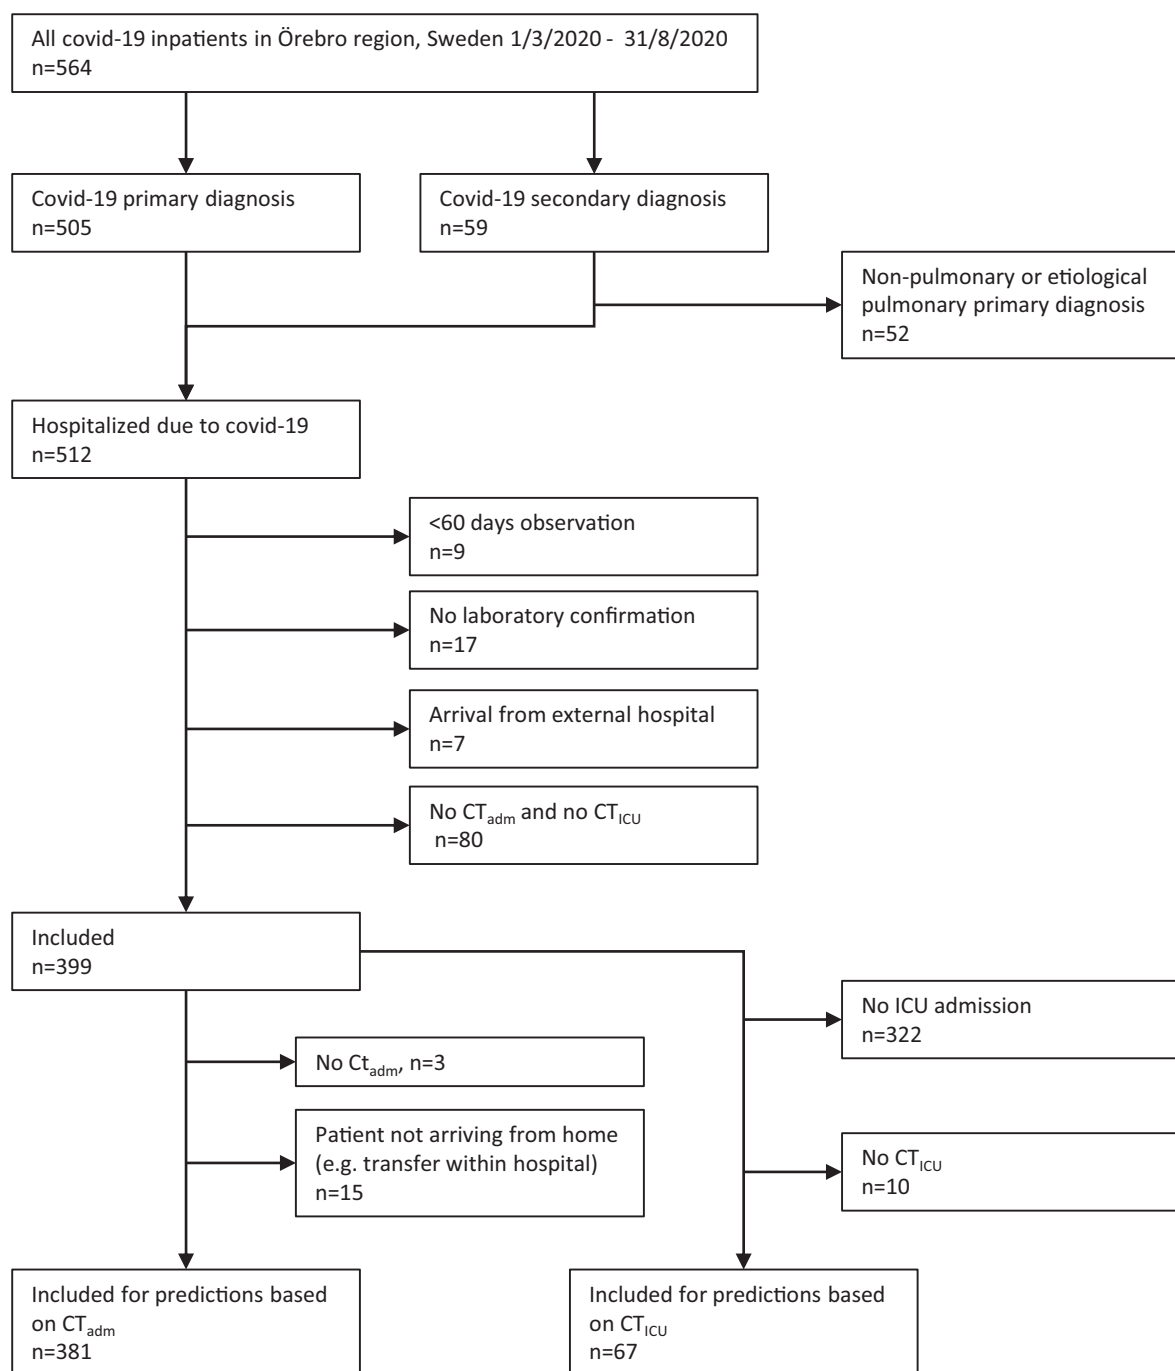 All covid-19 inpatients in Örebro region, Sweden 1/3/2020 - 31/8/2020
n=564
Covid-19 primary diagnosis
n=505
Covid-19 secondary diagnosis
n=59
Non-pulmonary or etiological
pulmonary primary diagnosis
n=52
Hospitalized due to covid-19
n=512
<60 days observation
n=9
No laboratory confirmation
n=17
Arrival from external hospital
n=7
No CTadm and no CTICU
n=80
Included
n=399
No ICU admission
n=322
No Ctadm, n=3
Patient not arriving from home
(e.g. transfer within hospital)
n=15
No CTICU
n=10
Included for predictions based
on CTadm
n=381
Included for predictions based
on CTICU
n=67